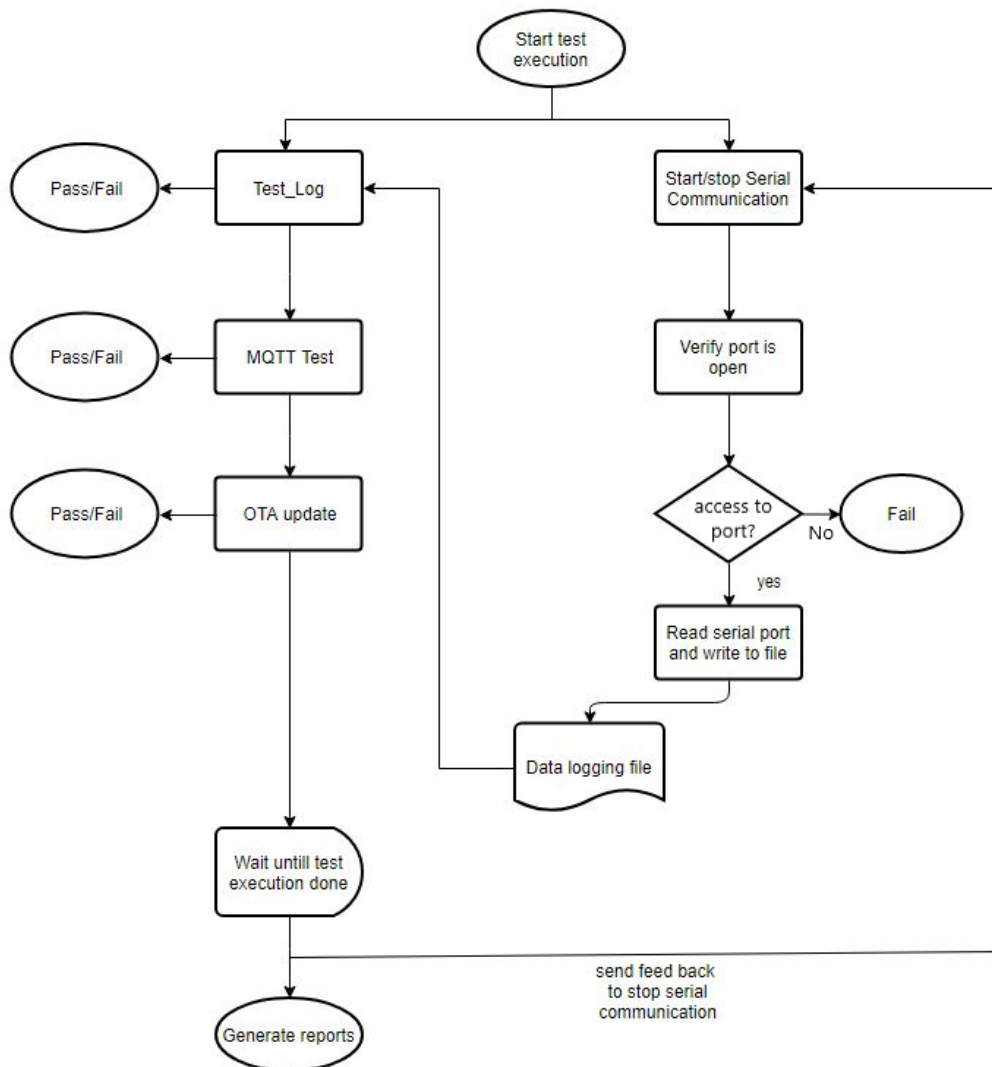 Start test
execution
Pass/Fail
Test_Log
Start/stop Serial
Communication
Pass/Fail
MQTT Test
Verify port is
open
Pass/Fail
OTA update
access to
port?
No
Fail
yes
Read serial port
and write to file
Data logging file
Wait untill test
execution done
send feed back
to stop serial
communication
Generate reports